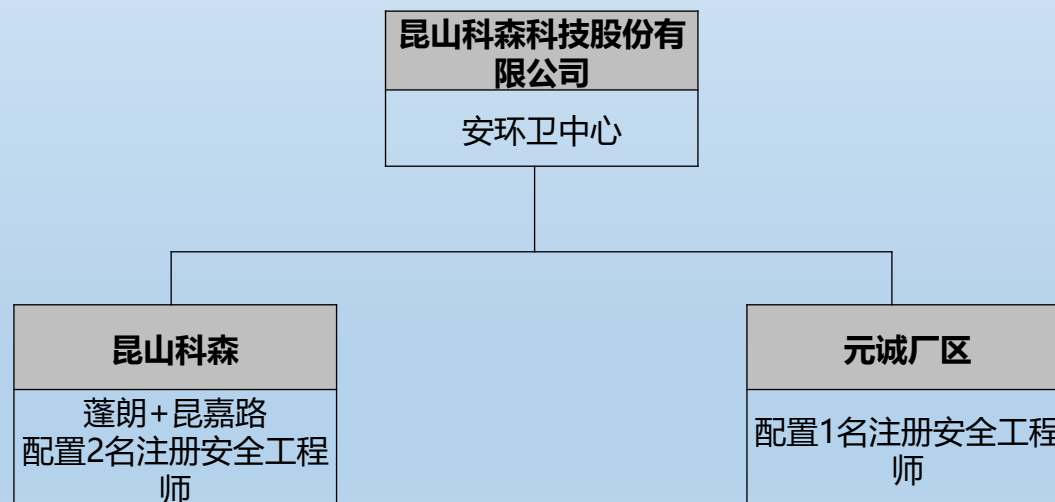 昆山科森科技股份有
限公司
安环卫中心
昆山科森
蓬朗+昆嘉路
配置2名注册安全工程
师
元诚厂区
配置1名注册安全工程
师